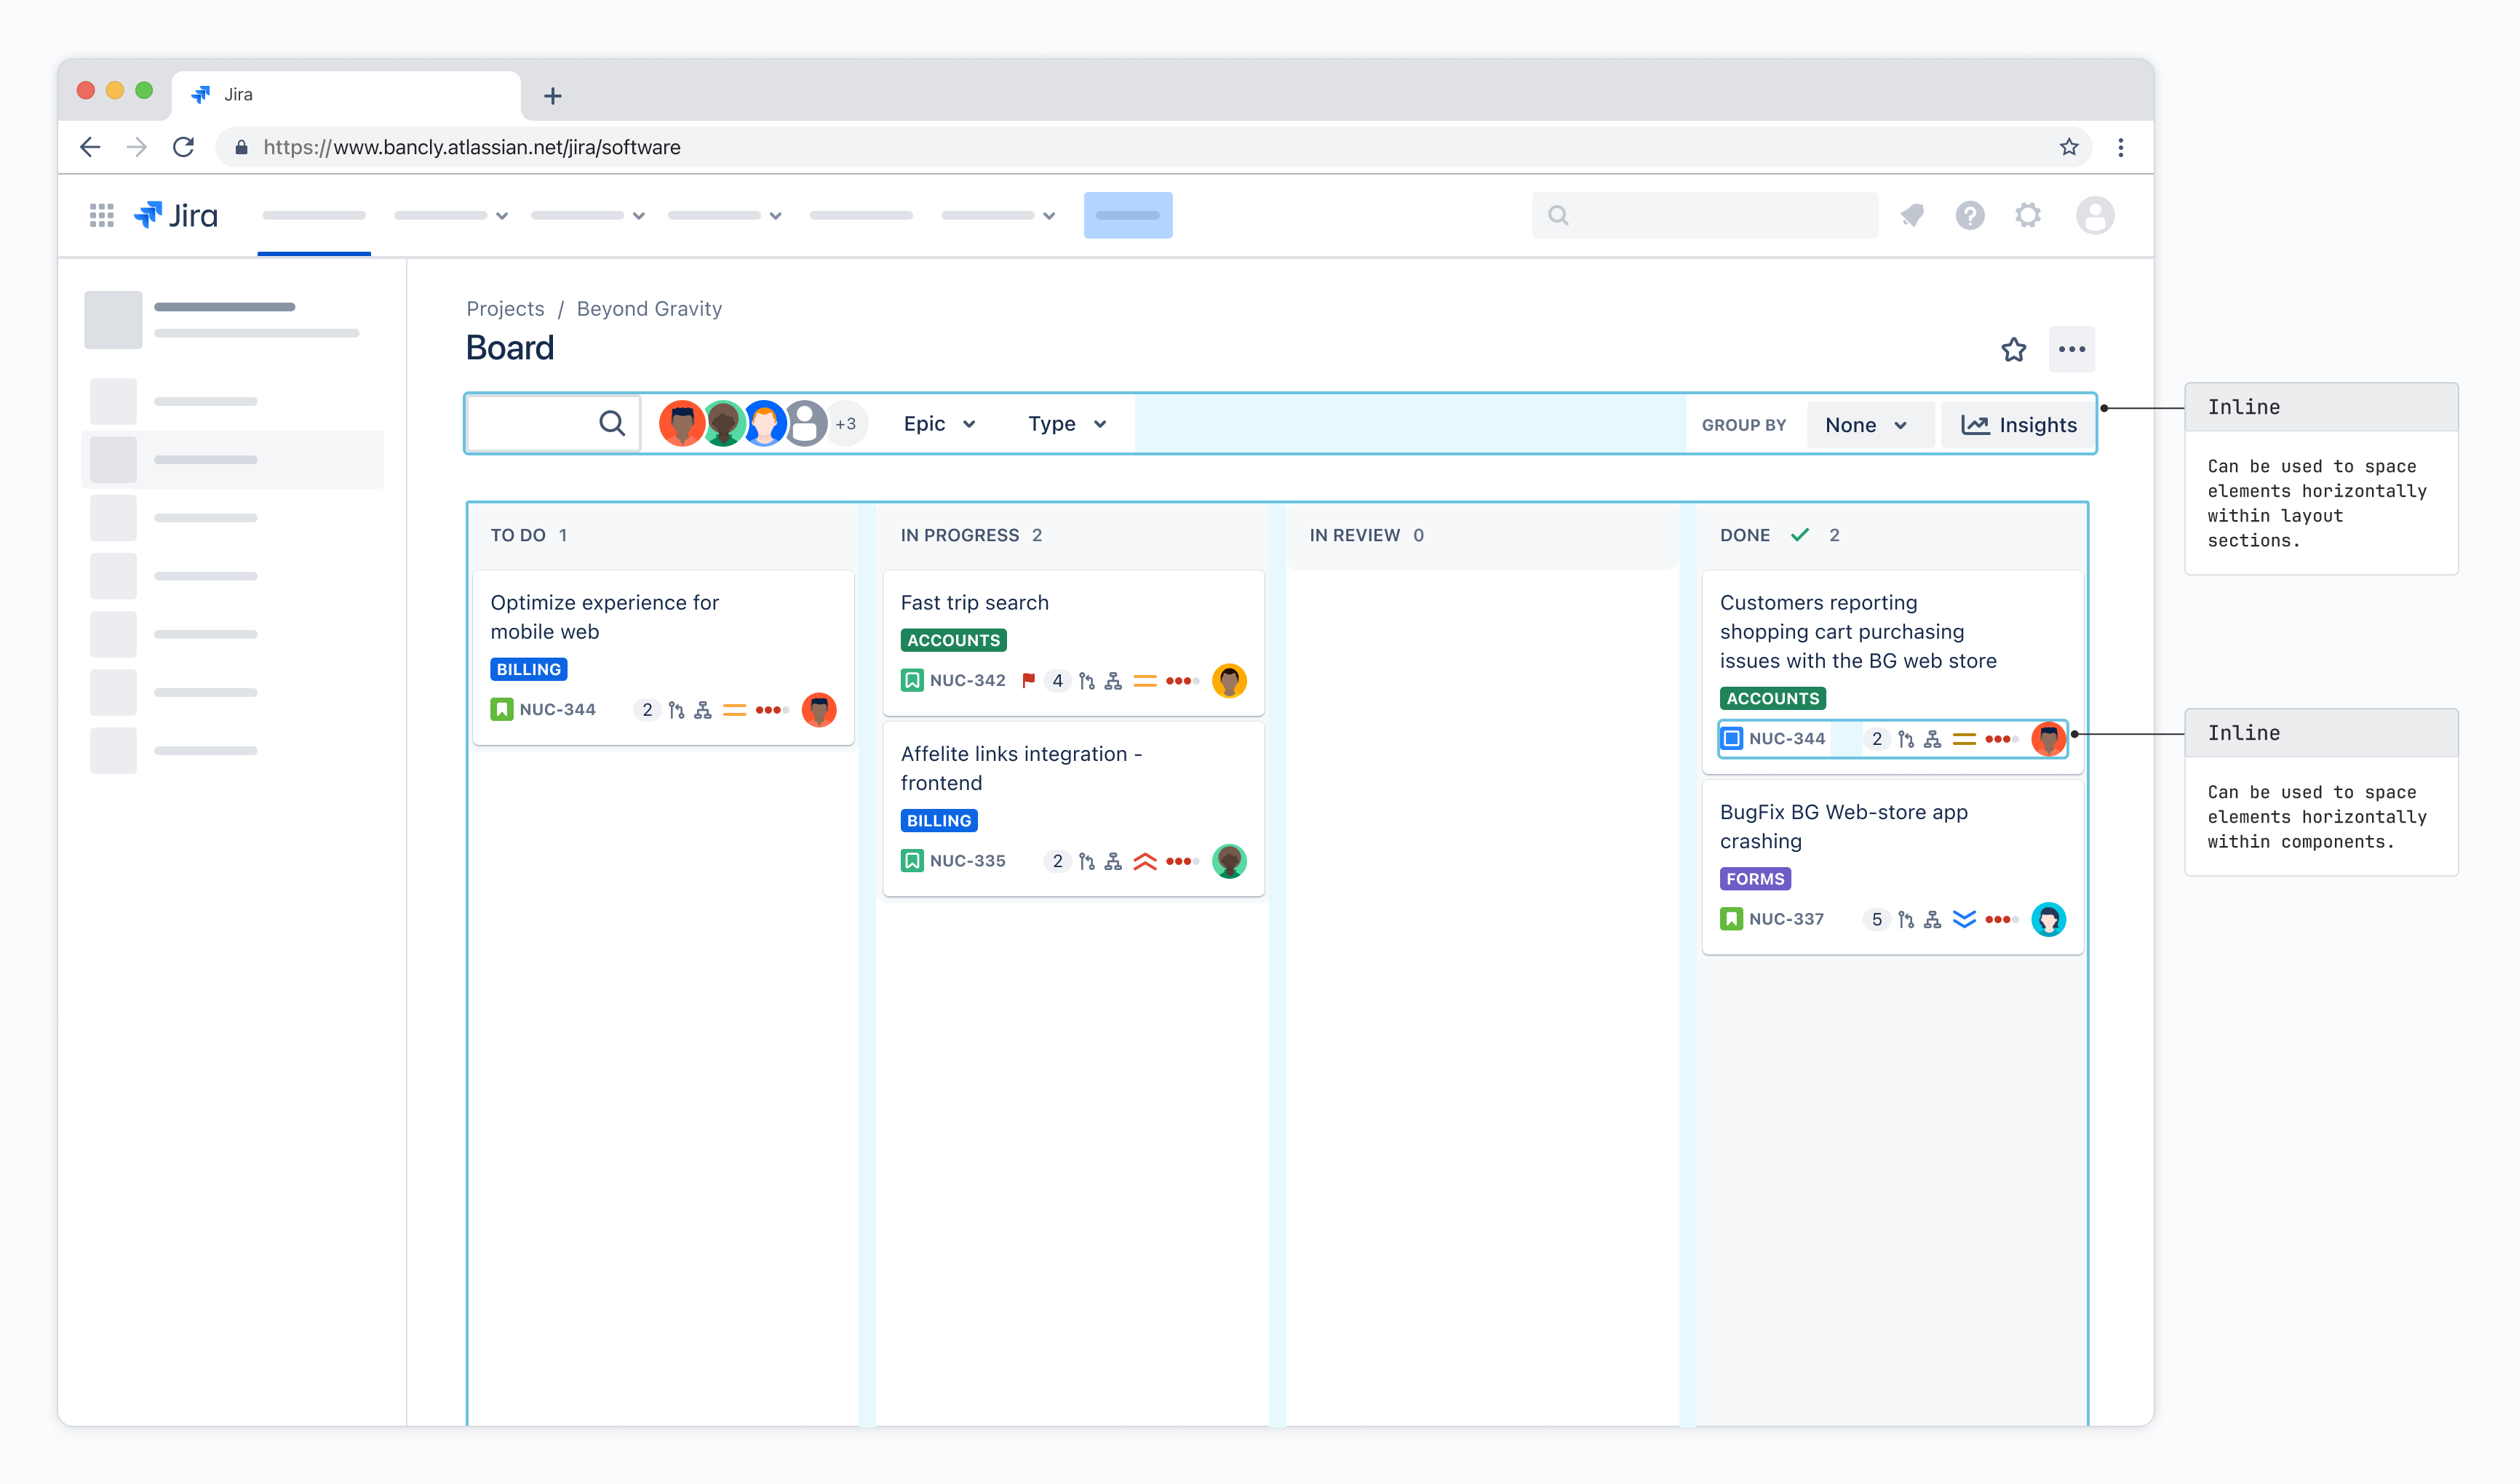 Jira
https://www.bancly.atlassian.net/jira/software
Jira
Projects / Beyond Gravity
Board
+3 Epic Type GROUP BY None Insights
TO DO 1
Optimize experience for
mobile web
BILLING
NUC-344 2
IN PROGRESS 2
Fast trip search
ACCOUNTS
NUC-342 4
Affelite links integration -
frontend
BILLING
NUC-335 2
IN REVIEW 0
DONE 2
Customers reporting
shopping cart purchasing
issues with the BG web store
ACCOUNTS
NUC-344 2
BugFix BG Web-store app
crashing
FORMS
NUC-337 5
Inline
Can be used to space
elements horizontally
within layout
sections.
Inline
Can be used to space
elements horizontally
within components.